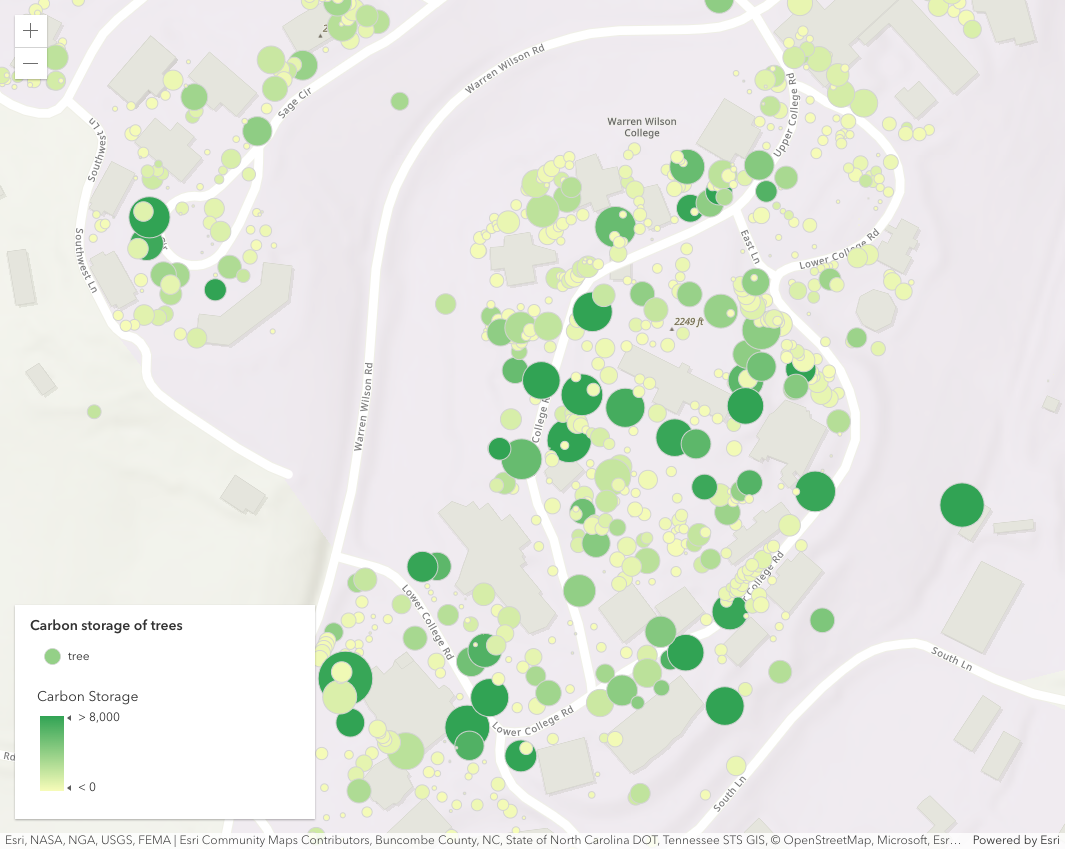 +
−
2
Sage Cir
Warren Wilson Rd
Upper College Rd
Southwest Ln
Warren Wilson
College
Southwest Ln
East Ln
Lower College Rd
2249 ft
Warren Wilson Rd
College R
College Rd
Lower College Rd
South Ln
Lower College Rd
South Ln
Rd
Carbon storage of trees
tree
Carbon Storage
> 8,000
< 0
Esri, NASA, NGA, USGS, FEMA | Esri Community Maps Contributors, Buncombe County, NC, State of North Carolina DOT, Tennessee STS GIS, © OpenStreetMap, Microsoft, Esr… Powered by Esri